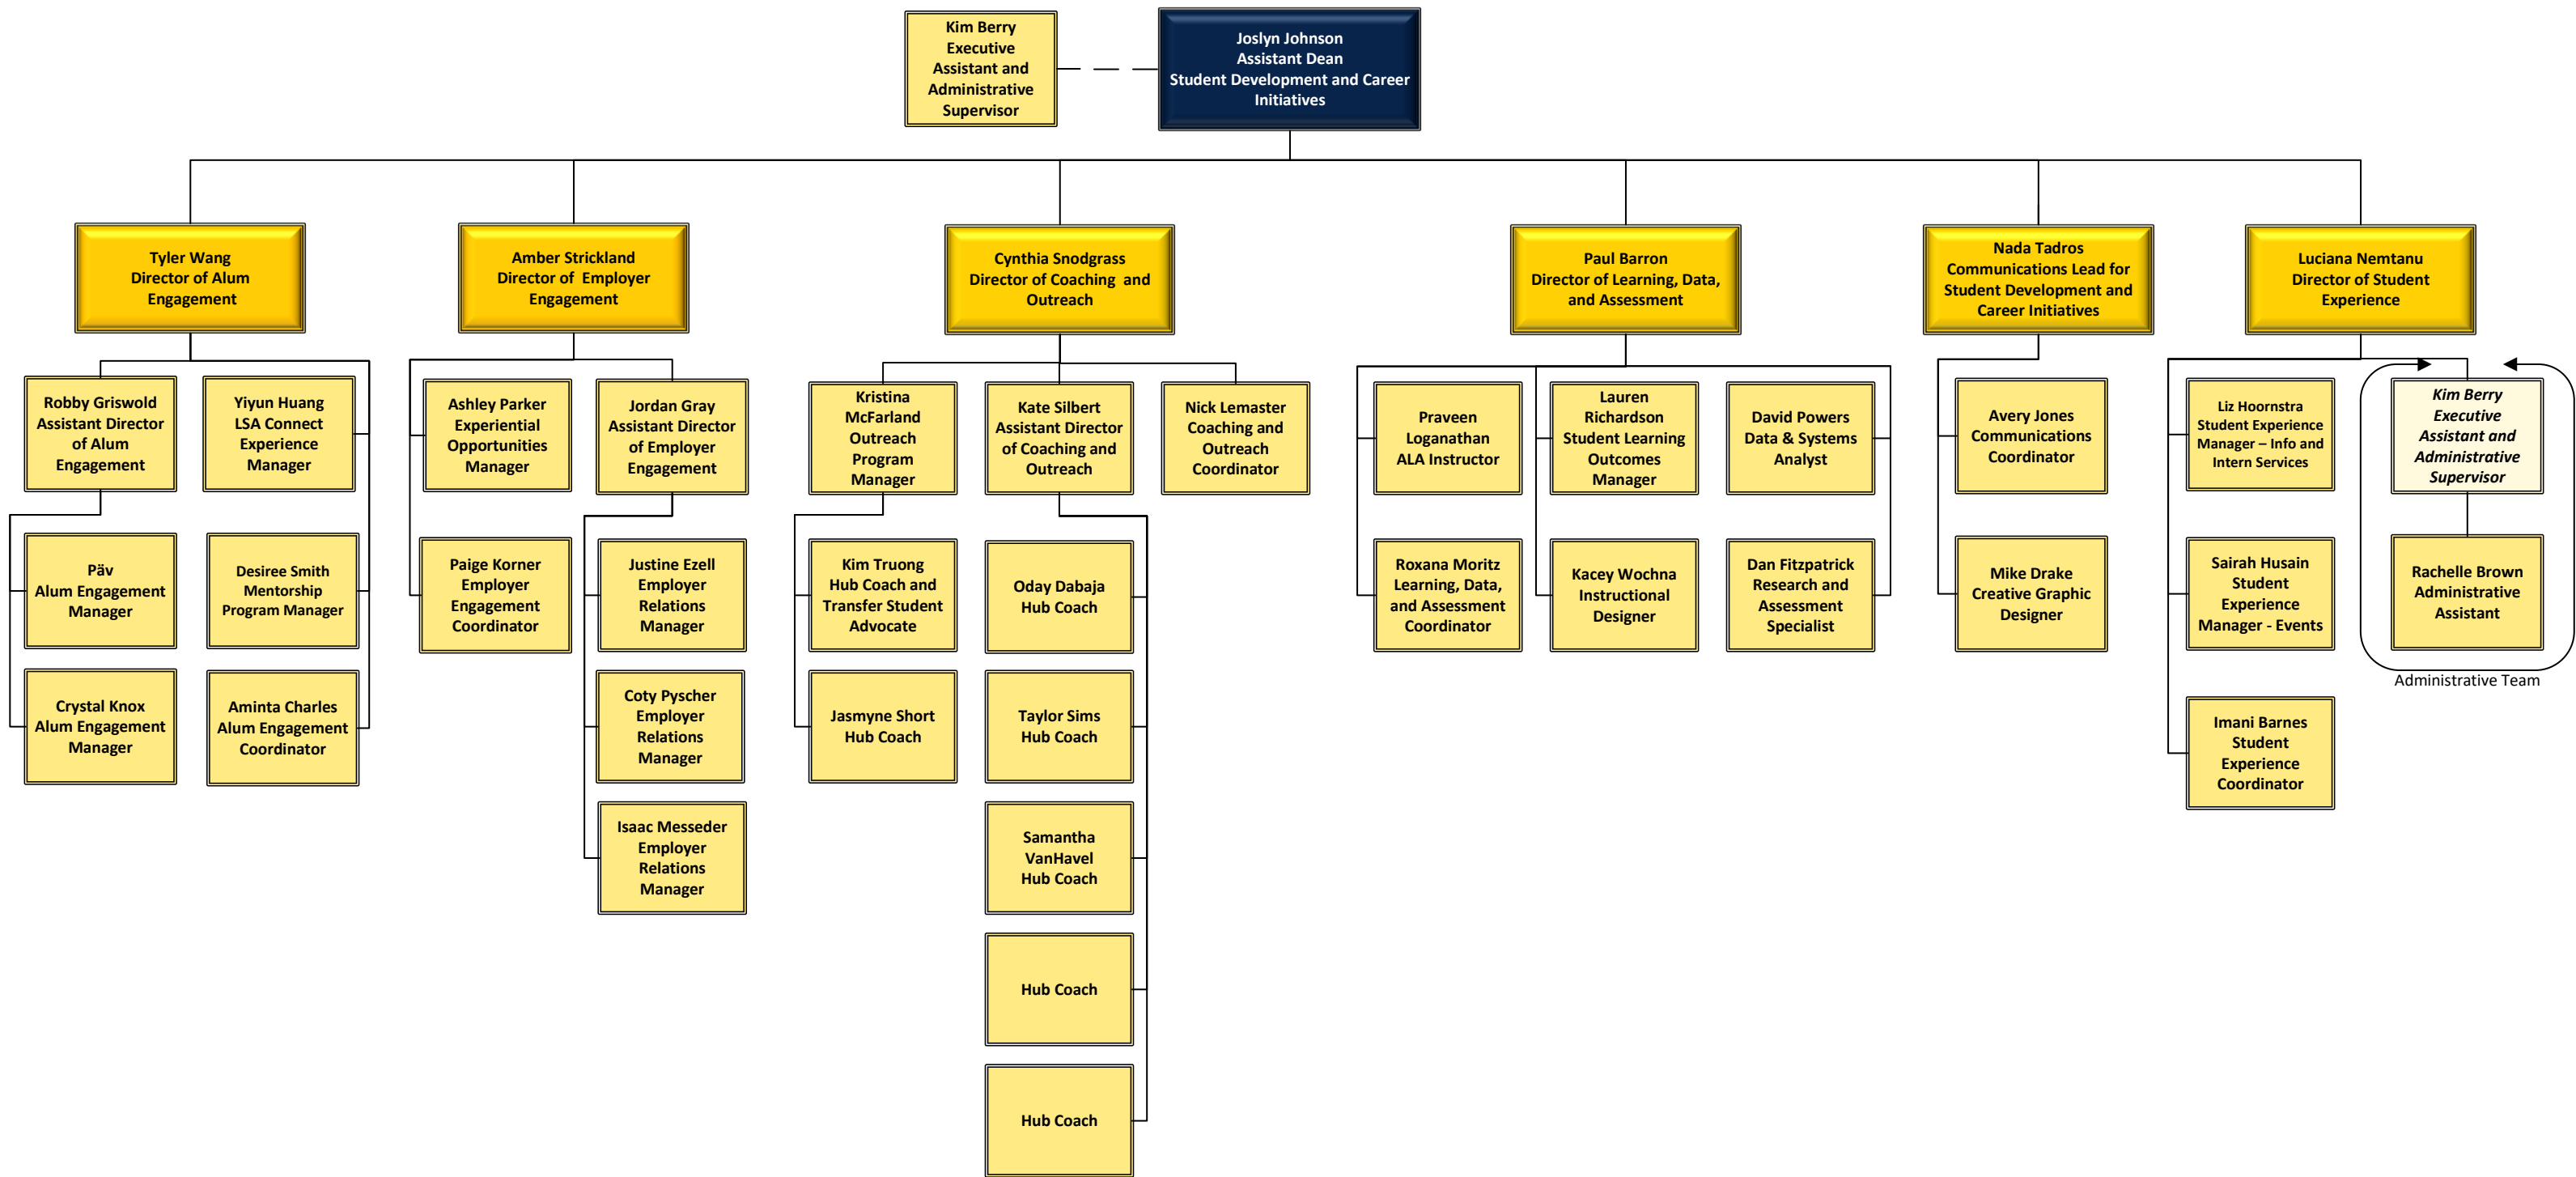 Kim Berry
Executive
Assistant and
Administrative
Supervisor
Joslyn Johnson
Assistant Dean
Student Development and Career
Initiatives
Tyler Wang
Director of Alum
Engagement
Amber Strickland
Director of Employer
Engagement
Cynthia Snodgrass
Director of Coaching and
Outreach
Paul Barron
Director of Learning, Data,
and Assessment
Nada Tadros
Communications Lead for
Student Development and
Career Initiatives
Luciana Nemtanu
Director of Student
Experience
Robby Griswold
Assistant Director
of Alum
Engagement
Yiyun Huang
LSA Connect
Experience
Manager
Ashley Parker
Experiential
Opportunities
Manager
Jordan Gray
Assistant Director
of Employer
Engagement
Kristina
McFarland
Outreach
Program
Manager
Kate Silbert
Assistant Director
of Coaching and
Outreach
Nick Lemaster
Coaching and
Outreach
Coordinator
Praveen
Loganathan
ALA Instructor
Lauren
Richardson
Student Learning
Outcomes
Manager
David Powers
Data & Systems
Analyst
Avery Jones
Communications
Coordinator
Liz Hoornstra
Student Experience
Manager – Info and
Intern Services
Kim Berry
Executive
Assistant and
Administrative
Supervisor
Päv
Alum Engagement
Manager
Desiree Smith
Mentorship
Program Manager
Paige Korner
Employer
Engagement
Coordinator
Justine Ezell
Employer
Relations
Manager
Kim Truong
Hub Coach and
Transfer Student
Advocate
Oday Dabaja
Hub Coach
Roxana Moritz
Learning, Data,
and Assessment
Coordinator
Kacey Wochna
Instructional
Designer
Dan Fitzpatrick
Research and
Assessment
Specialist
Mike Drake
Creative Graphic
Designer
Sairah Husain
Student
Experience
Manager - Events
Rachelle Brown
Administrative
Assistant
Administrative Team
Crystal Knox
Alum Engagement
Manager
Aminta Charles
Alum Engagement
Coordinator
Coty Pyscher
Employer
Relations
Manager
Jasmyne Short
Hub Coach
Taylor Sims
Hub Coach
Imani Barnes
Student
Experience
Coordinator
Isaac Messeder
Employer
Relations
Manager
Samantha
VanHavel
Hub Coach
Hub Coach
Hub Coach